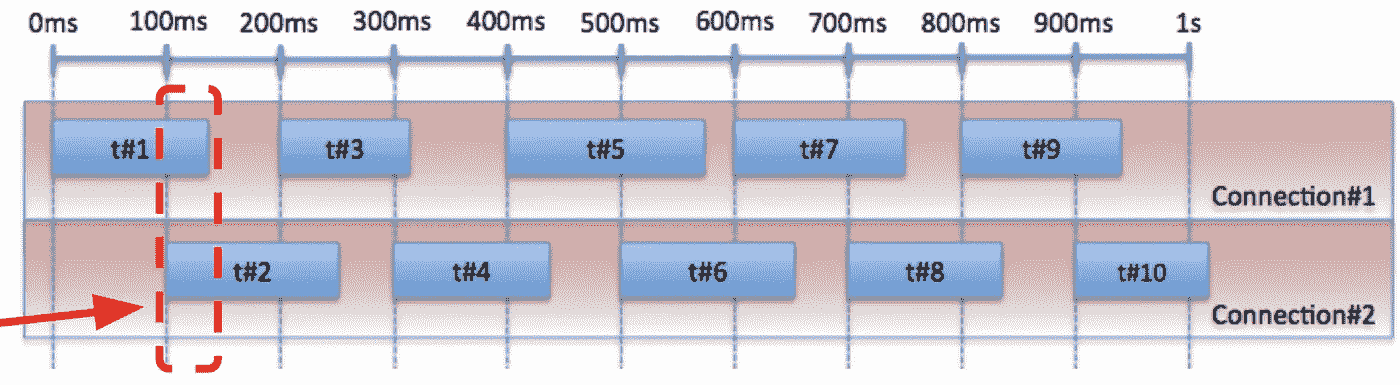 0ms 100ms 200ms 300ms 400ms 500ms 600ms 700ms 800ms 900ms 1s
t#1 t#3 t#5 t#7 t#9
Connection#1
t#2 t#4 t#6 t#8 t#10
Connection#2